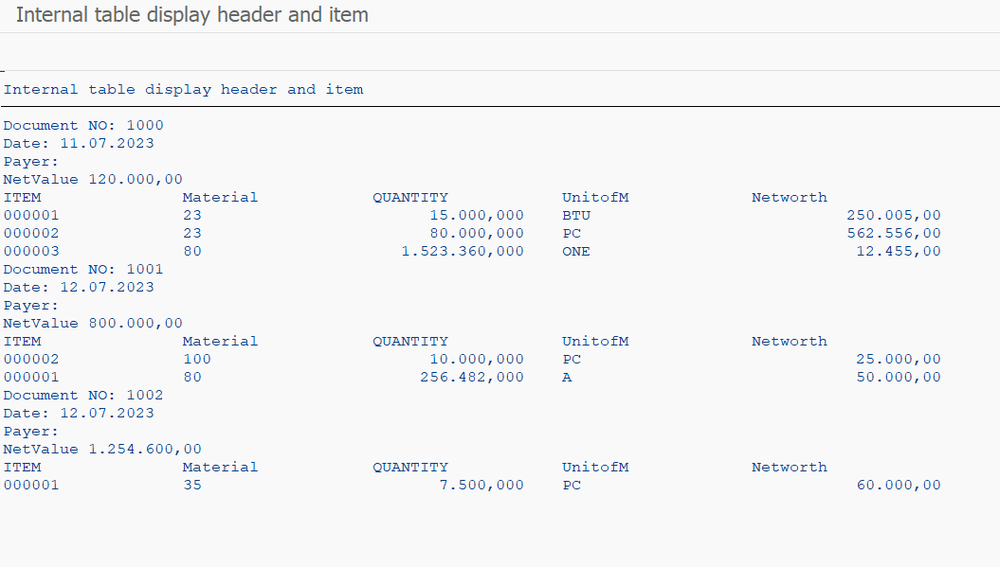 Internal table display header and item
Internal table display header and item
Document NO: 1000
Date: 11.07.2023
Payer:
NetValue 120.000,00
ITEM Material QUANTITY UnitofM Networth
000001 23 15.000,000 BTU 250.005,00
000002 23 80.000,000 PC 562.556,00
000003 80 1.523.360,000 ONE 12.455,00
Document NO: 1001
Date: 12.07.2023
Payer:
NetValue 800.000,00
ITEM Material QUANTITY UnitofM Networth
000002 100 10.000,000 PC 25.000,00
000001 80 256.482,000 A 50.000,00
Document NO: 1002
Date: 12.07.2023
Payer:
NetValue 1.254.600,00
ITEM Material QUANTITY UnitofM Networth
000001 35 7.500,000 PC 60.000,00